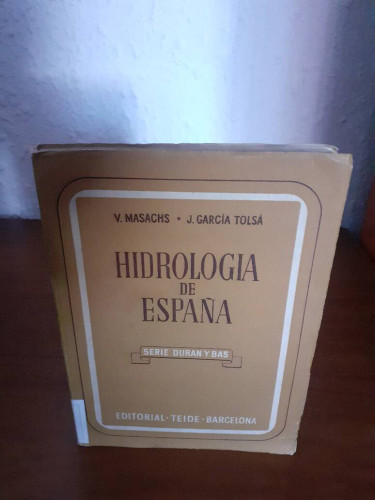 V. MASACHS • J. GARCÍA TOLSÁ
HIDROLOGIA
DE
ESPAÑA
SERIE DURAN Y BAS
EDITORIAL - TEIDE - BARCELONA